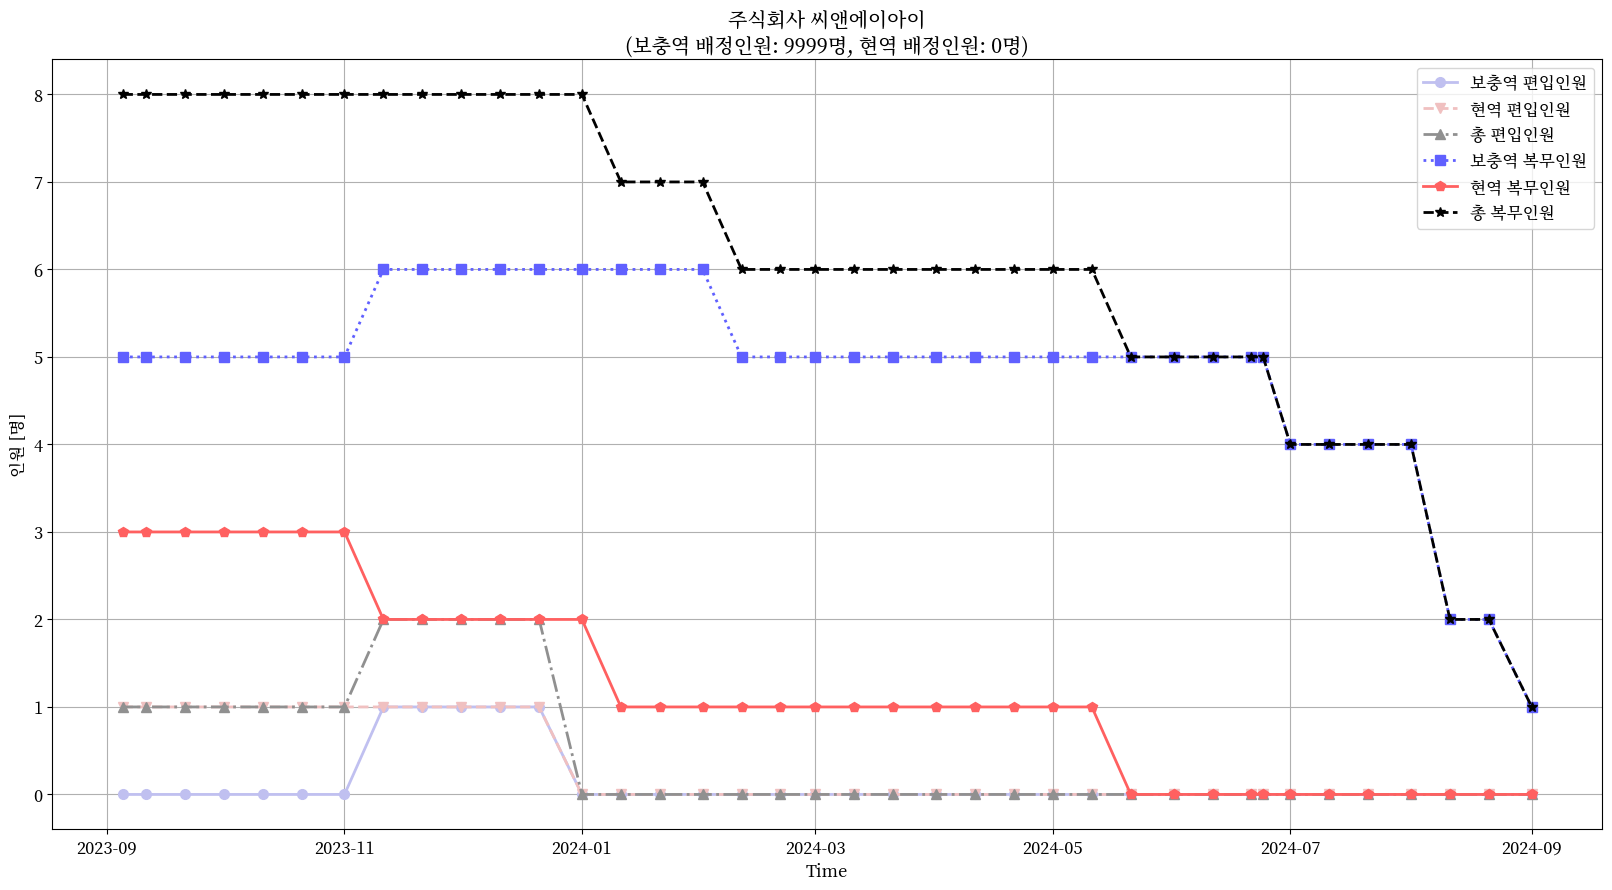 주식회사 씨앤에이아이
(보충역 배정인원: 9999명, 현역 배정인원: 0명)
보충역 편입인원
현역 편입인원
총 편입인원
보충역 복무인원
현역 복무인원
총 복무인원
인원 [명]
8
7
6
5
4
3
2
1
0
2023-09 2023-11 2024-01 2024-03 2024-05 2024-07 2024-09
Time